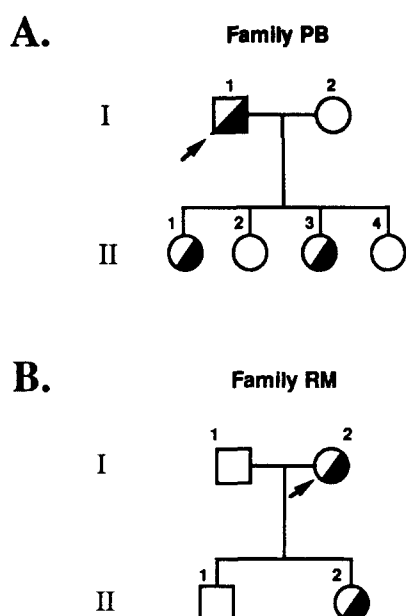 A.
Family PB
1 2
I
1 2 3 4
II
B.
Family RM
1 2
I
1 2
II